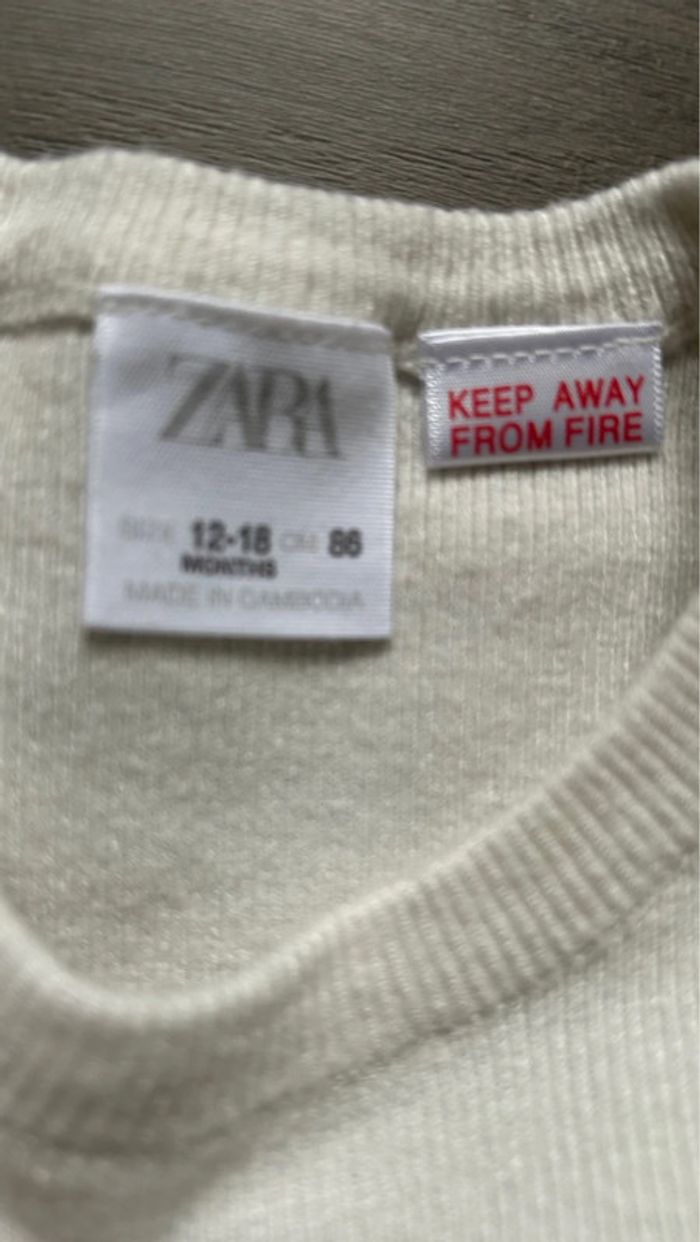 ZARA
SIZE 12-18 CM 86
MONTHS
MADE IN CAMBODIA
KEEP AWAY
FROM FIRE